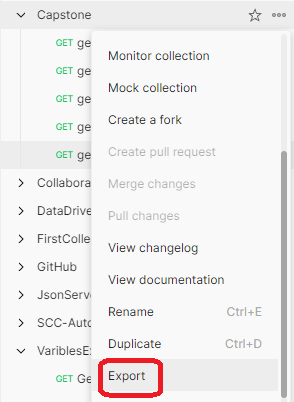 Capstone
GET ge
Monitor collection
GET ge
Mock collection
GET ge
Create a fork
GET ge
Create pull request
GET ge
Merge changes
Collabora
Pull changes
DataDrive
FirstColle
View changelog
GitHub
View documentation
JsonServe
Rename Ctrl+E
SCC-Auto
Duplicate Ctrl+D
VariblesEx
Export
GET Ge